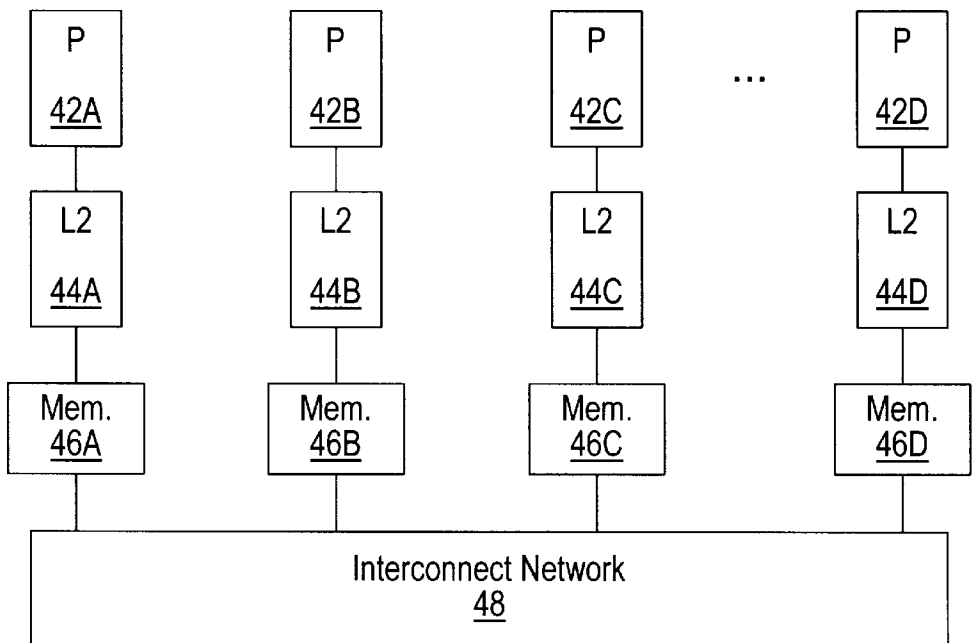 P P P ... P
42A 42B 42C 42D
L2 L2 L2 L2
44A 44B 44C 44D
Mem. Mem. Mem. Mem.
46A 46B 46C 46D
Interconnect Network
48